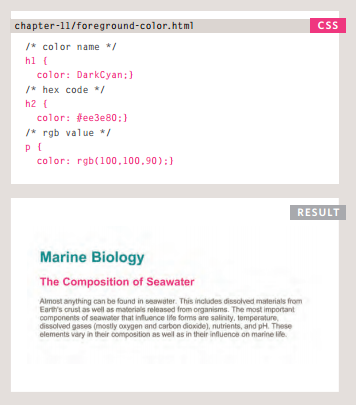 chapter-11/foreground-color.html
CSS
/* color name */
h1 {
  color: DarkCyan;}
/* hex code */
h2 {
  color: #ee3e80;}
/* rgb value */
p {
  color: rgb(100,100,90);}
RESULT
Marine Biology
The Composition of Seawater
Almost anything can be found in seawater. This includes dissolved materials from
Earth's crust as well as materials released from organisms. The most important
components of seawater that influence life forms are salinity, temperature,
dissolved gases (mostly oxygen and carbon dioxide), nutrients, and pH. These
elements vary in their composition as well as in their influence on marine life.